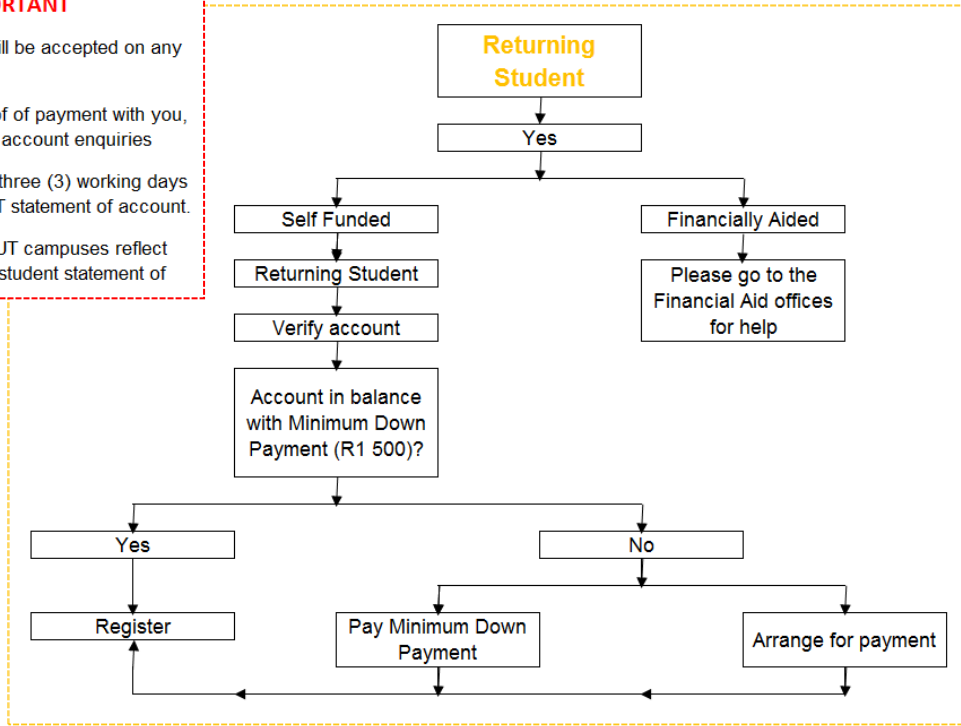 ORTANT
ill be accepted on any
of of payment with you,
account enquiries
three (3) working days
T statement of account.
UT campuses reflect
student statement of
Returning
Student
Yes
Self Funded
Financially Aided
Returning Student
Please go to the
Financial Aid offices
for help
Verify account
Account in balance
with Minimum Down
Payment (R1 500)?
Yes
No
Register
Pay Minimum Down
Payment
Arrange for payment